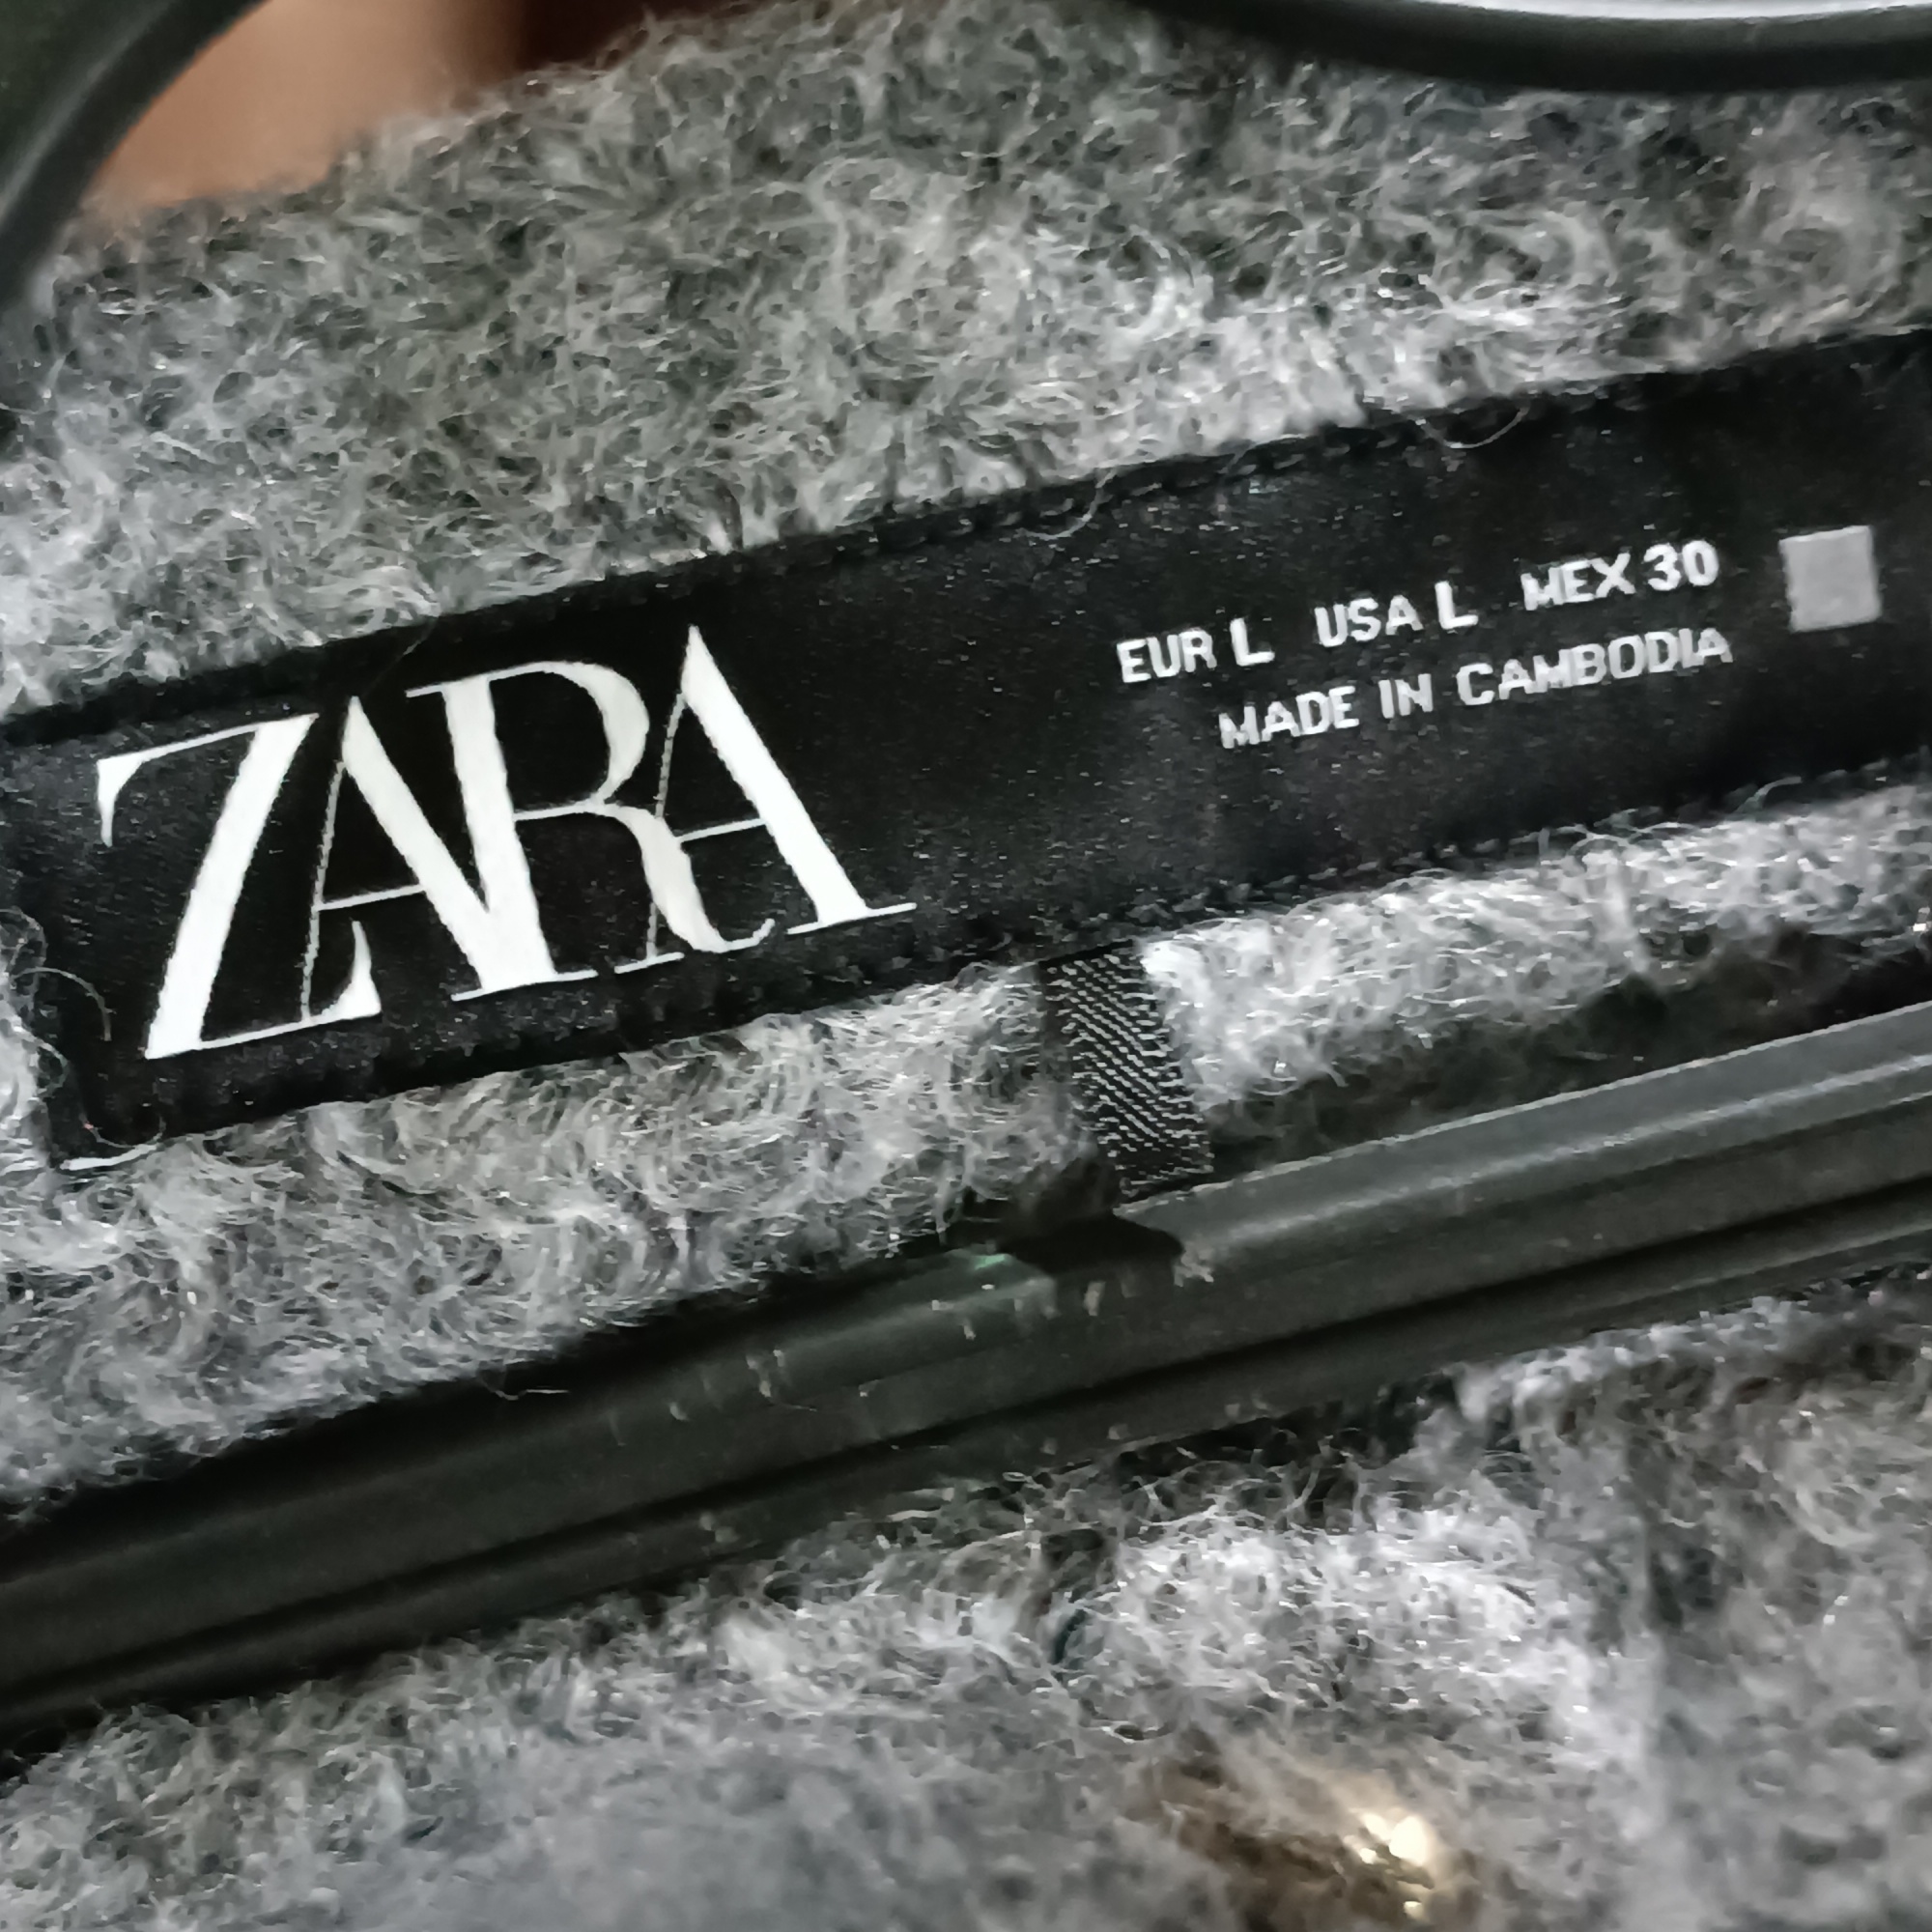 ZARA
EUR L USA L MEX 30
MADE IN CAMBODIA